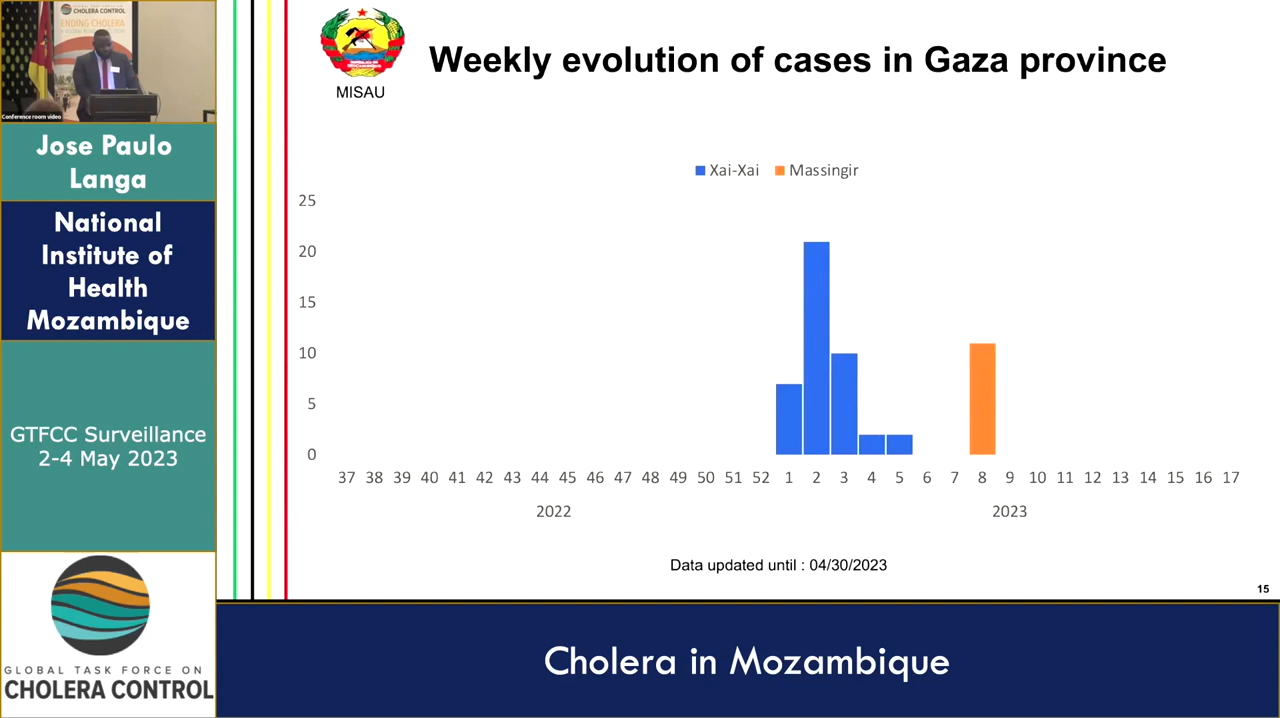 CHOLERA CONTROL
ENDING CHOLERA
Conference room video
Jose Paulo
Langa
National
Institute of
Health
Mozambique
GTFCC Surveillance
2-4 May 2023
GLOBAL TASK FORCE ON
CHOLERA CONTROL
MISAU
Weekly evolution of cases in Gaza province
Xai-Xai Massingir
25
20
15
10
5
0
37 38 39 40 41 42 43 44 45 46 47 48 49 50 51 52 1 2 3 4 5 6 7 8 9 10 11 12 13 14 15 16 17
2022 2023
Data updated until : 04/30/2023
15
Cholera in Mozambique